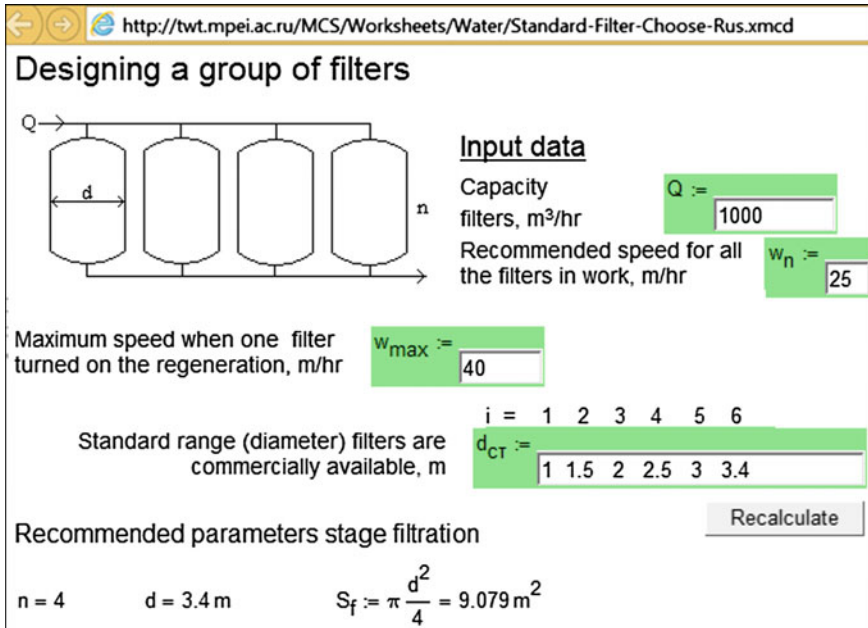 http://twt.mpei.ac.ru/MCS/Worksheets/Water/Standard-Filter-Choose-Rus.xmcd
Designing a group of filters
Q
d
n
Input data
Capacity
filters, m³/hr
Q :=
1000
Recommended speed for all
the filters in work, m/hr
wn :=
25
Maximum speed when one filter
turned on the regeneration, m/hr
wmax :=
40
i = 1 2 3 4 5 6
Standard range (diameter) filters are
commercially available, m
dст :=
1 1.5 2 2.5 3 3.4
Recalculate
Recommended parameters stage filtration
n = 4 d = 3.4 m Sf := π d²/4 = 9.079 m²